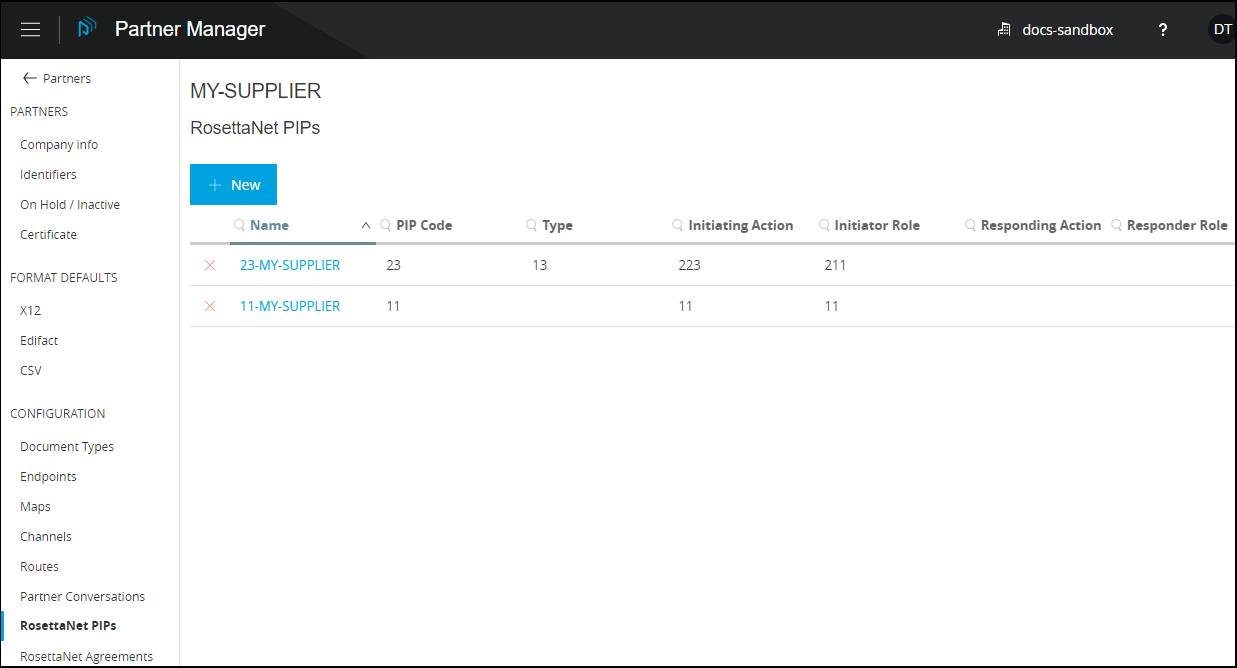 Partner Manager
docs-sandbox ? DT
Partners
PARTNERS
Company info
Identifiers
On Hold / Inactive
Certificate
FORMAT DEFAULTS
X12
Edifact
CSV
CONFIGURATION
Document Types
Endpoints
Maps
Channels
Routes
Partner Conversations
RosettaNet PIPs
RosettaNet Agreements
MY-SUPPLIER
RosettaNet PIPs
New
Name PIP Code Type Initiating Action Initiator Role Responding Action Responder Role
23-MY-SUPPLIER 23 13 223 211
11-MY-SUPPLIER 11 11 11